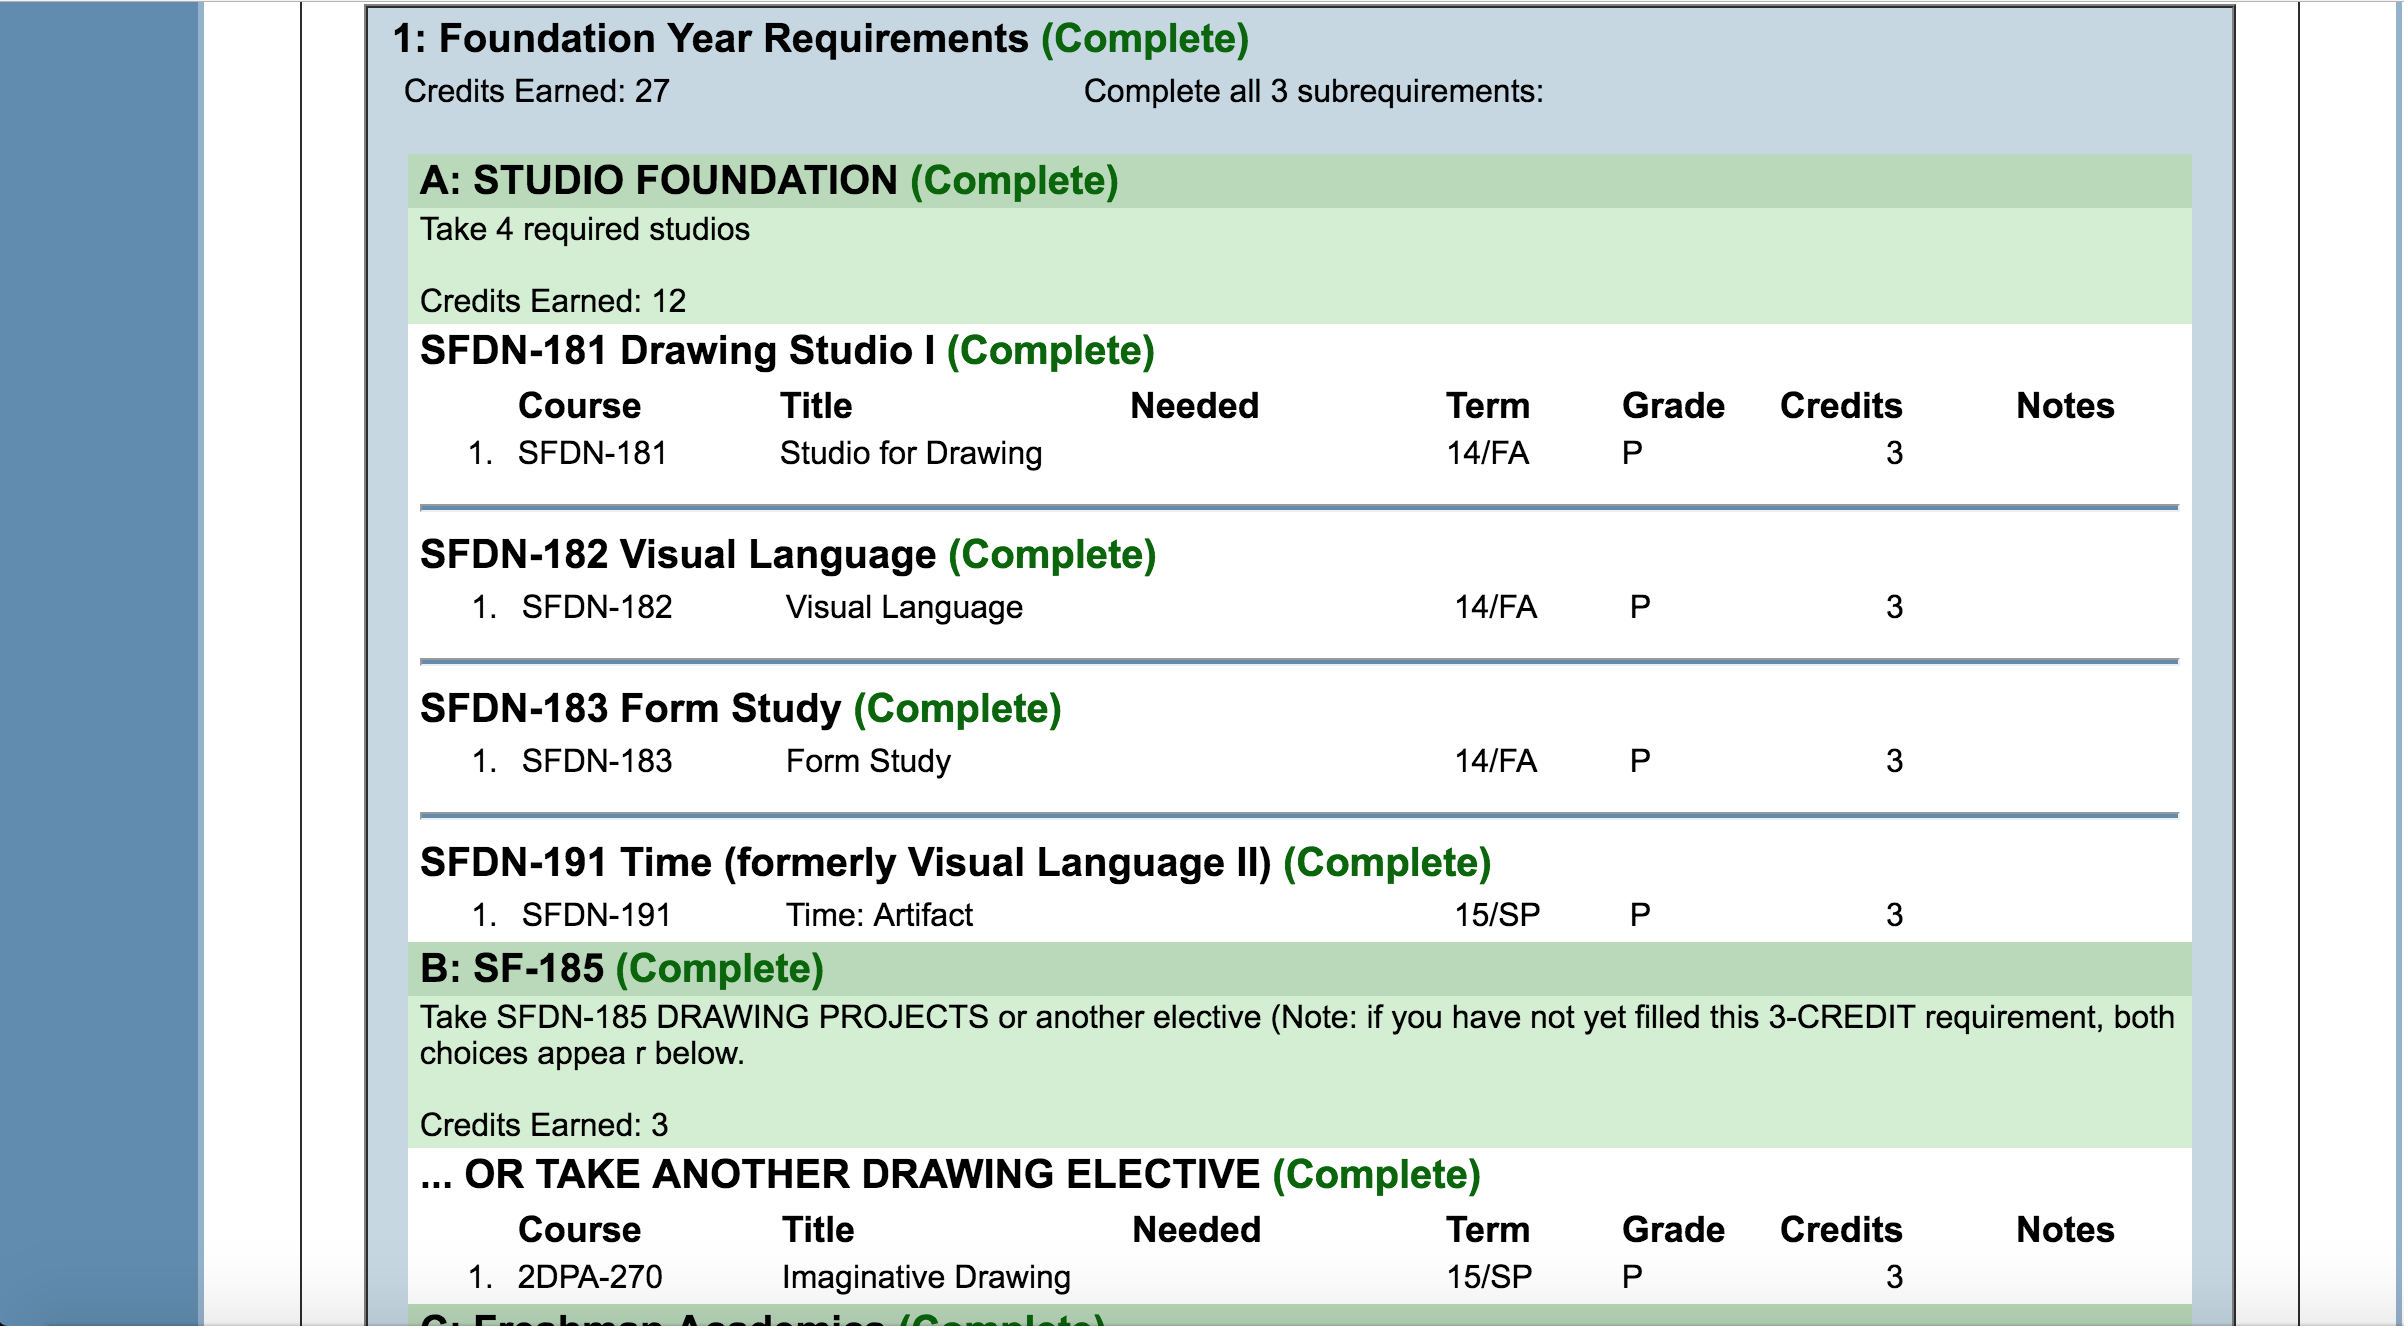 1: Foundation Year Requirements (Complete)
Credits Earned: 27 Complete all 3 subrequirements:
A: STUDIO FOUNDATION (Complete)
Take 4 required studios
Credits Earned: 12
SFDN-181 Drawing Studio I (Complete)
Course Title Needed Term Grade Credits Notes
1. SFDN-181 Studio for Drawing 14/FA P 3
SFDN-182 Visual Language (Complete)
1. SFDN-182 Visual Language 14/FA P 3
SFDN-183 Form Study (Complete)
1. SFDN-183 Form Study 14/FA P 3
SFDN-191 Time (formerly Visual Language II) (Complete)
1. SFDN-191 Time: Artifact 15/SP P 3
B: SF-185 (Complete)
Take SFDN-185 DRAWING PROJECTS or another elective (Note: if you have not yet filled this 3-CREDIT requirement, both
choices appea r below.
Credits Earned: 3
... OR TAKE ANOTHER DRAWING ELECTIVE (Complete)
Course Title Needed Term Grade Credits Notes
1. 2DPA-270 Imaginative Drawing 15/SP P 3
C: Freshman Academics (Complete)